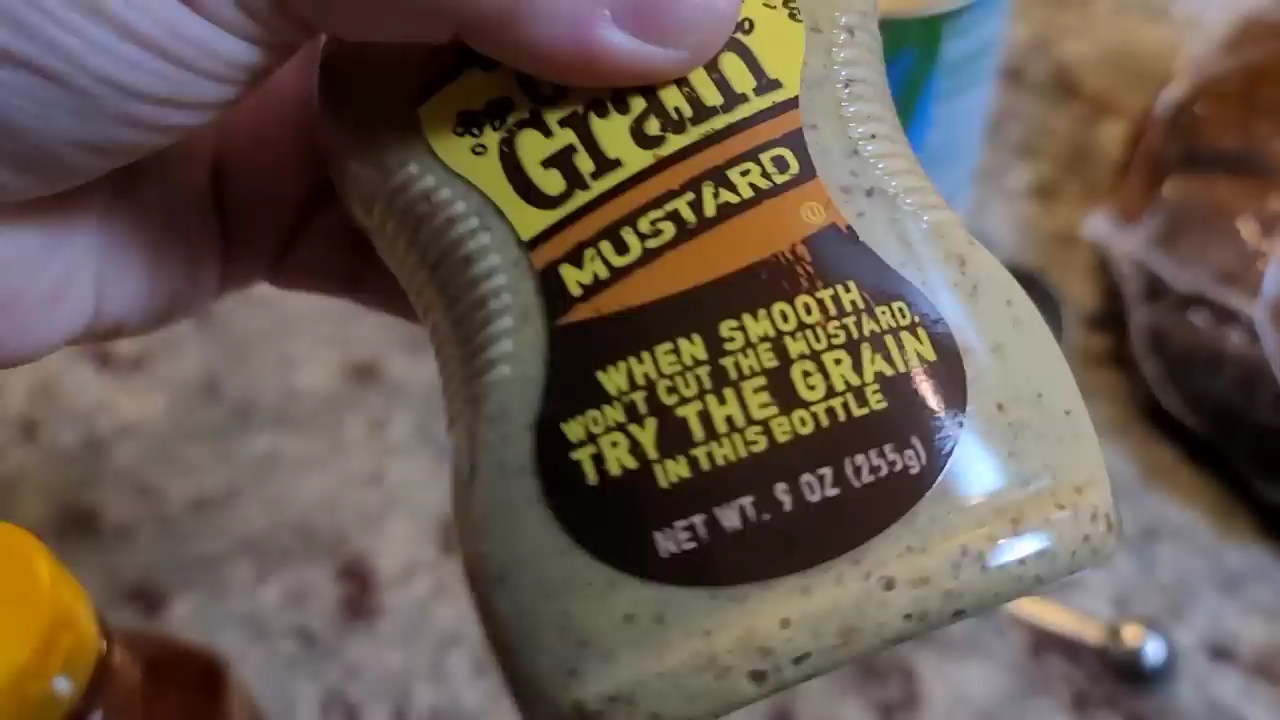 Grain
MUSTARD
WHEN SMOOTH
WON'T CUT THE MUSTARD,
TRY THE GRAIN
IN THIS BOTTLE
NET WT. 9 OZ (255g)